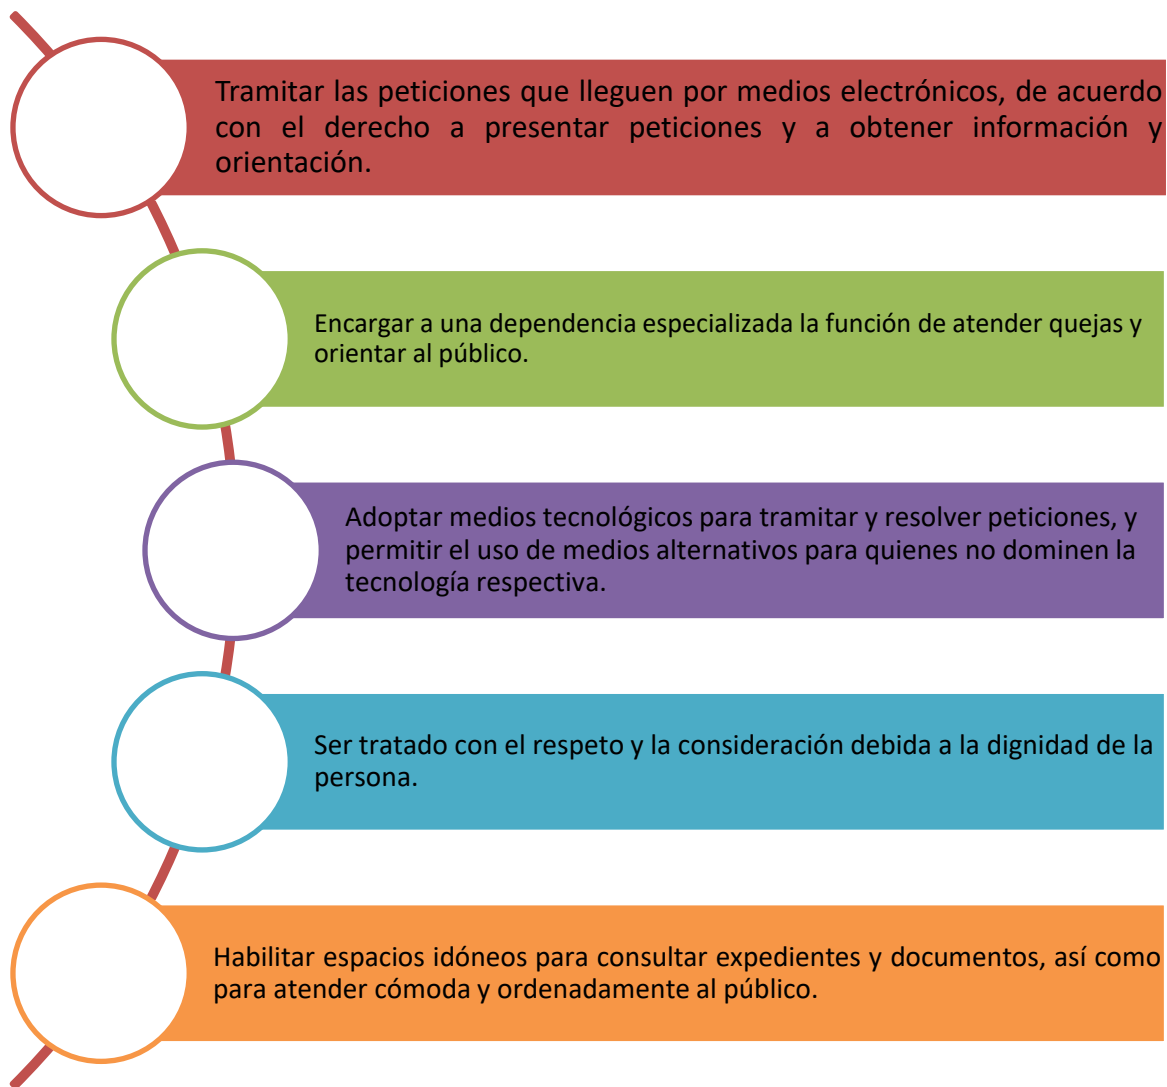 Tramitar las peticiones que lleguen por medios electrónicos, de acuerdo
con el derecho a presentar peticiones y a obtener información y
orientación.
Encargar a una dependencia especializada la función de atender quejas y
orientar al público.
Adoptar medios tecnológicos para tramitar y resolver peticiones, y
permitir el uso de medios alternativos para quienes no dominen la
tecnología respectiva.
Ser tratado con el respeto y la consideración debida a la dignidad de la
persona.
Habilitar espacios idóneos para consultar expedientes y documentos, así como
para atender cómoda y ordenadamente al público.